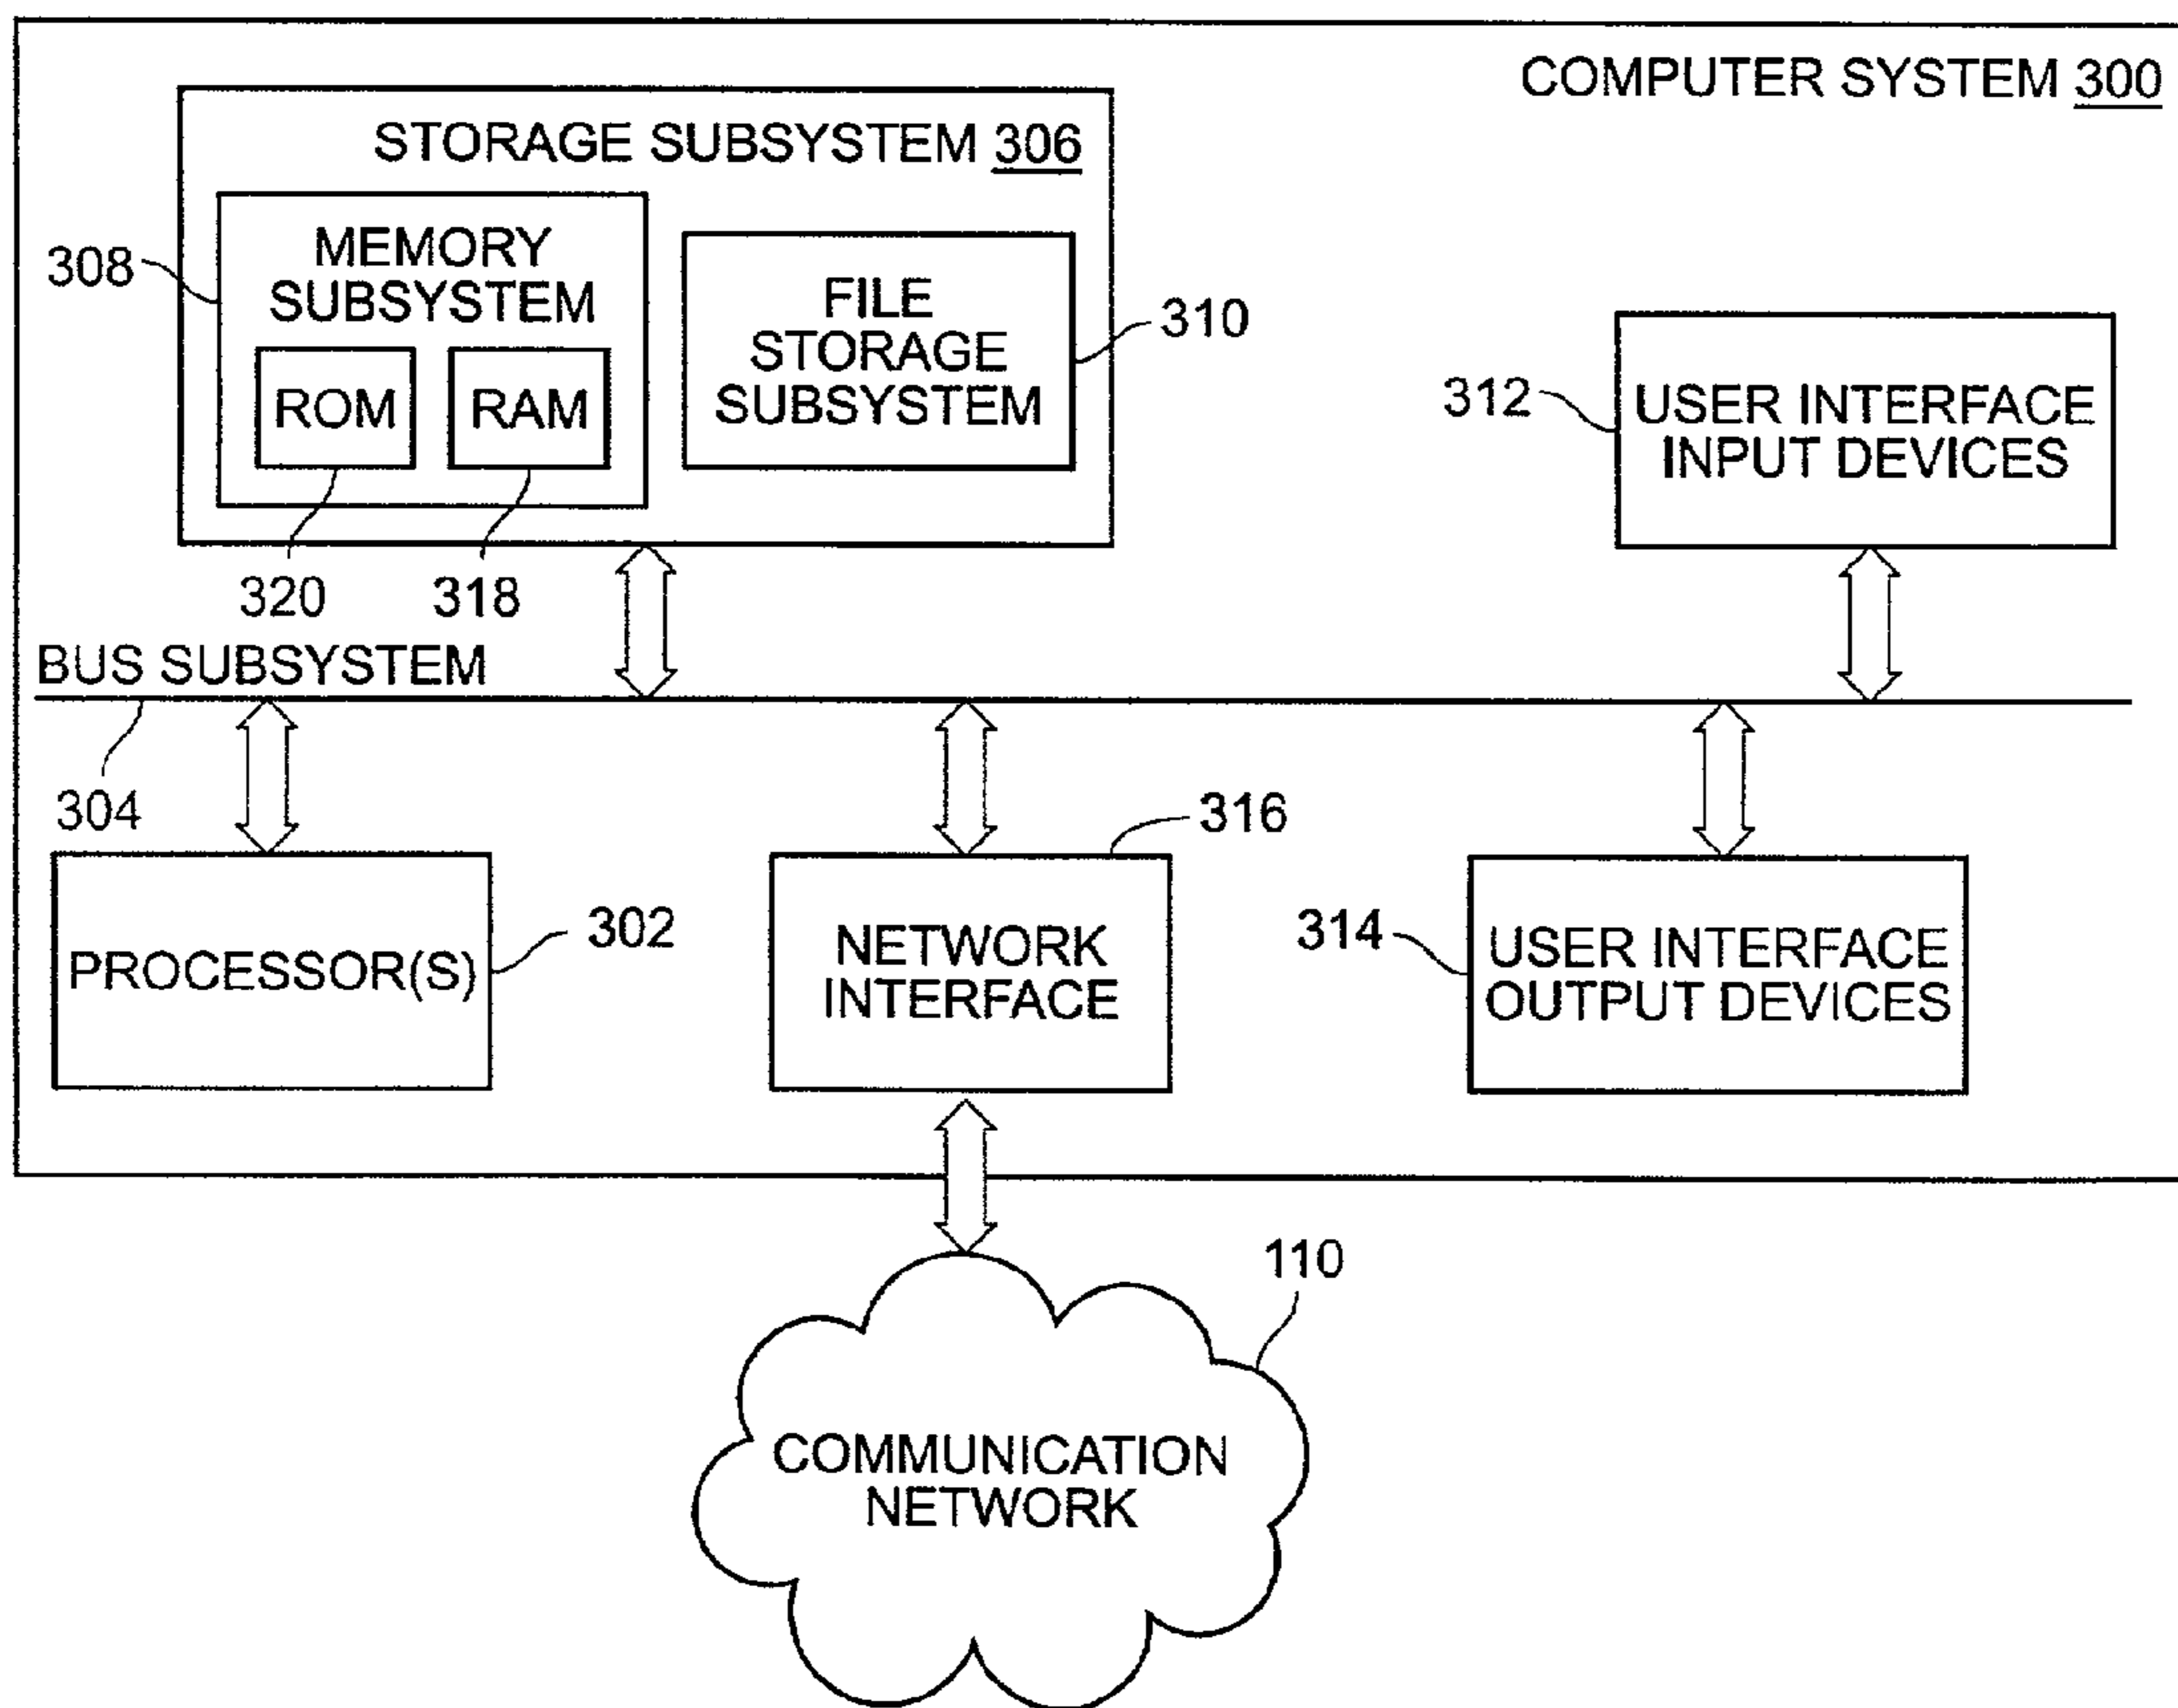 COMPUTER SYSTEM 300
STORAGE SUBSYSTEM 306
308
MEMORY
SUBSYSTEM
ROM
RAM
320
318
FILE
STORAGE
SUBSYSTEM
310
312
USER INTERFACE
INPUT DEVICES
BUS SUBSYSTEM
304
PROCESSOR(S)
302
316
NETWORK
INTERFACE
314
USER INTERFACE
OUTPUT DEVICES
110
COMMUNICATION
NETWORK